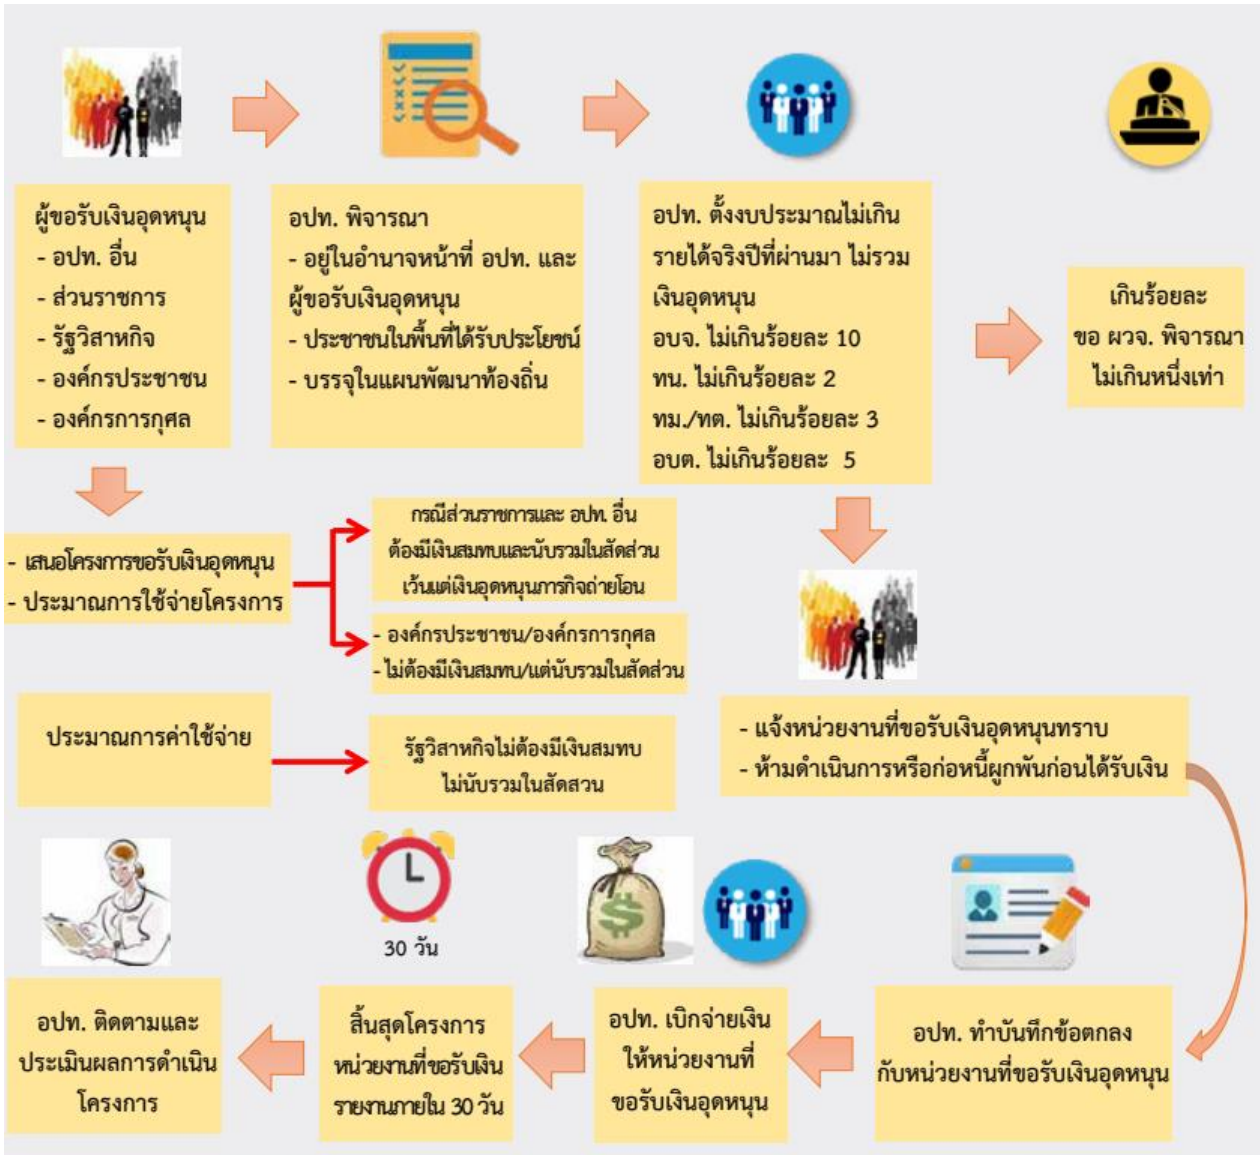 ผู้ขอรับเงินอุดหนุน
- อปท. อื่น
- ส่วนราชการ
- รัฐวิสาหกิจ
- องค์กรประชาชน
- องค์กรการกุศล
อปท. พิจารณา
- อยู่ในอำนาจหน้าที่ อปท. และ
ผู้ขอรับเงินอุดหนุน
- ประชาชนในพื้นที่ได้รับประโยชน์
- บรรจุในแผนพัฒนาท้องถิ่น
อปท. ตั้งงบประมาณไม่เกิน
รายได้จริงปีที่ผ่านมา ไม่รวม
เงินอุดหนุน
อบจ. ไม่เกินร้อยละ 10
ทน. ไม่เกินร้อยละ 2
ทม./ทต. ไม่เกินร้อยละ 3
อบต. ไม่เกินร้อยละ 5
เกินร้อยละ
ขอ ผวจ. พิจารณา
ไม่เกินหนึ่งเท่า
- เสนอโครงการขอรับเงินอุดหนุน
- ประมาณการใช้จ่ายโครงการ
กรณีส่วนราชการและ อปท. อื่น
ต้องมีเงินสมทบและนับรวมในสัดส่วน
เว้นแต่เงินอุดหนุนภารกิจถ่ายโอน
- องค์กรประชาชน/องค์กรการกุศล
- ไม่ต้องมีเงินสมทบ/แต่นับรวมในสัดส่วน
ประมาณการค่าใช้จ่าย
รัฐวิสาหกิจไม่ต้องมีเงินสมทบ
ไม่นับรวมในสัดสวน
- แจ้งหน่วยงานที่ขอรับเงินอุดหนุนทราบ
- ห้ามดำเนินการหรือก่อหนี้ผูกพันก่อนได้รับเงิน
อปท. ทำบันทึกข้อตกลง
กับหน่วยงานที่ขอรับเงินอุดหนุน
อปท. เบิกจ่ายเงิน
ให้หน่วยงานที่
ขอรับเงินอุดหนุน
30 วัน
สิ้นสุดโครงการ
หน่วยงานที่ขอรับเงิน
รายงานภายใน 30 วัน
อปท. ติดตามและ
ประเมินผลการดำเนิน
โครงการ